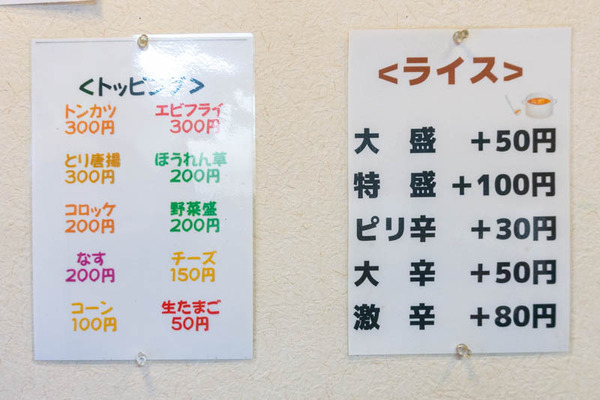 <トッピング>
トンカツ
300円
エビフライ
300円
とり唐揚
300円
ほうれん草
200円
コロッケ
200円
野菜盛
200円
なす
200円
チーズ
150円
コーン
100円
生たまご
50円
<ライス>
大 盛 +50円
特 盛 +100円
ピリ辛 +30円
大 辛 +50円
激 辛 +80円